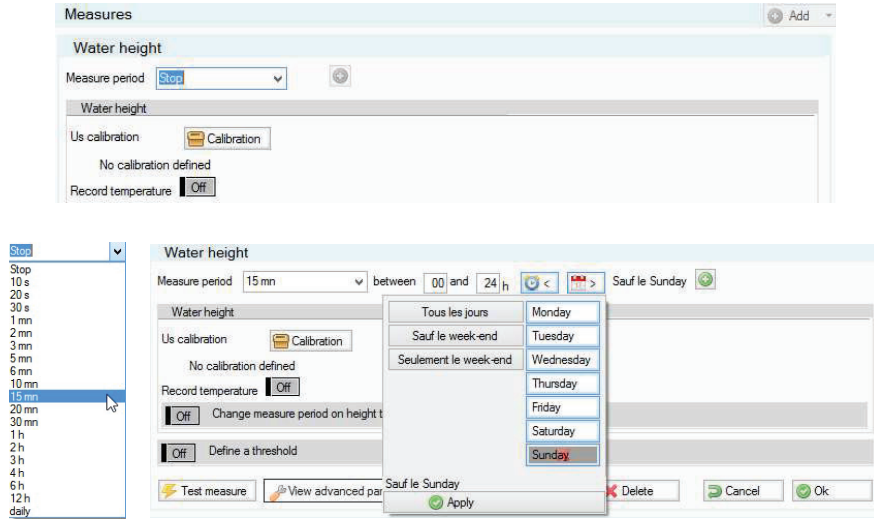 Measures
Add
Water height
Measure period Stop
Water height
Us calibration Calibration
No calibration defined
Record temperature Off
Stop
Stop
10 s
20 s
30 s
1 mn
2 mn
3 mn
5 mn
6 mn
10 mn
15 mn
20 mn
30 mn
1 h
2 h
3 h
4 h
6 h
12 h
daily
Water height
Measure period 15 mn between 00 and 24 h < > Sauf le Sunday
Water height
Us calibration Calibration
No calibration defined
Record temperature Off
Off Change measure period on height t
Off Define a threshold
Tous les jours
Sauf le week-end
Seulement le week-end
Monday
Tuesday
Wednesday
Thursday
Friday
Saturday
Sunday
Sauf le Sunday
Apply
Test measure View advanced par Delete Cancel Ok